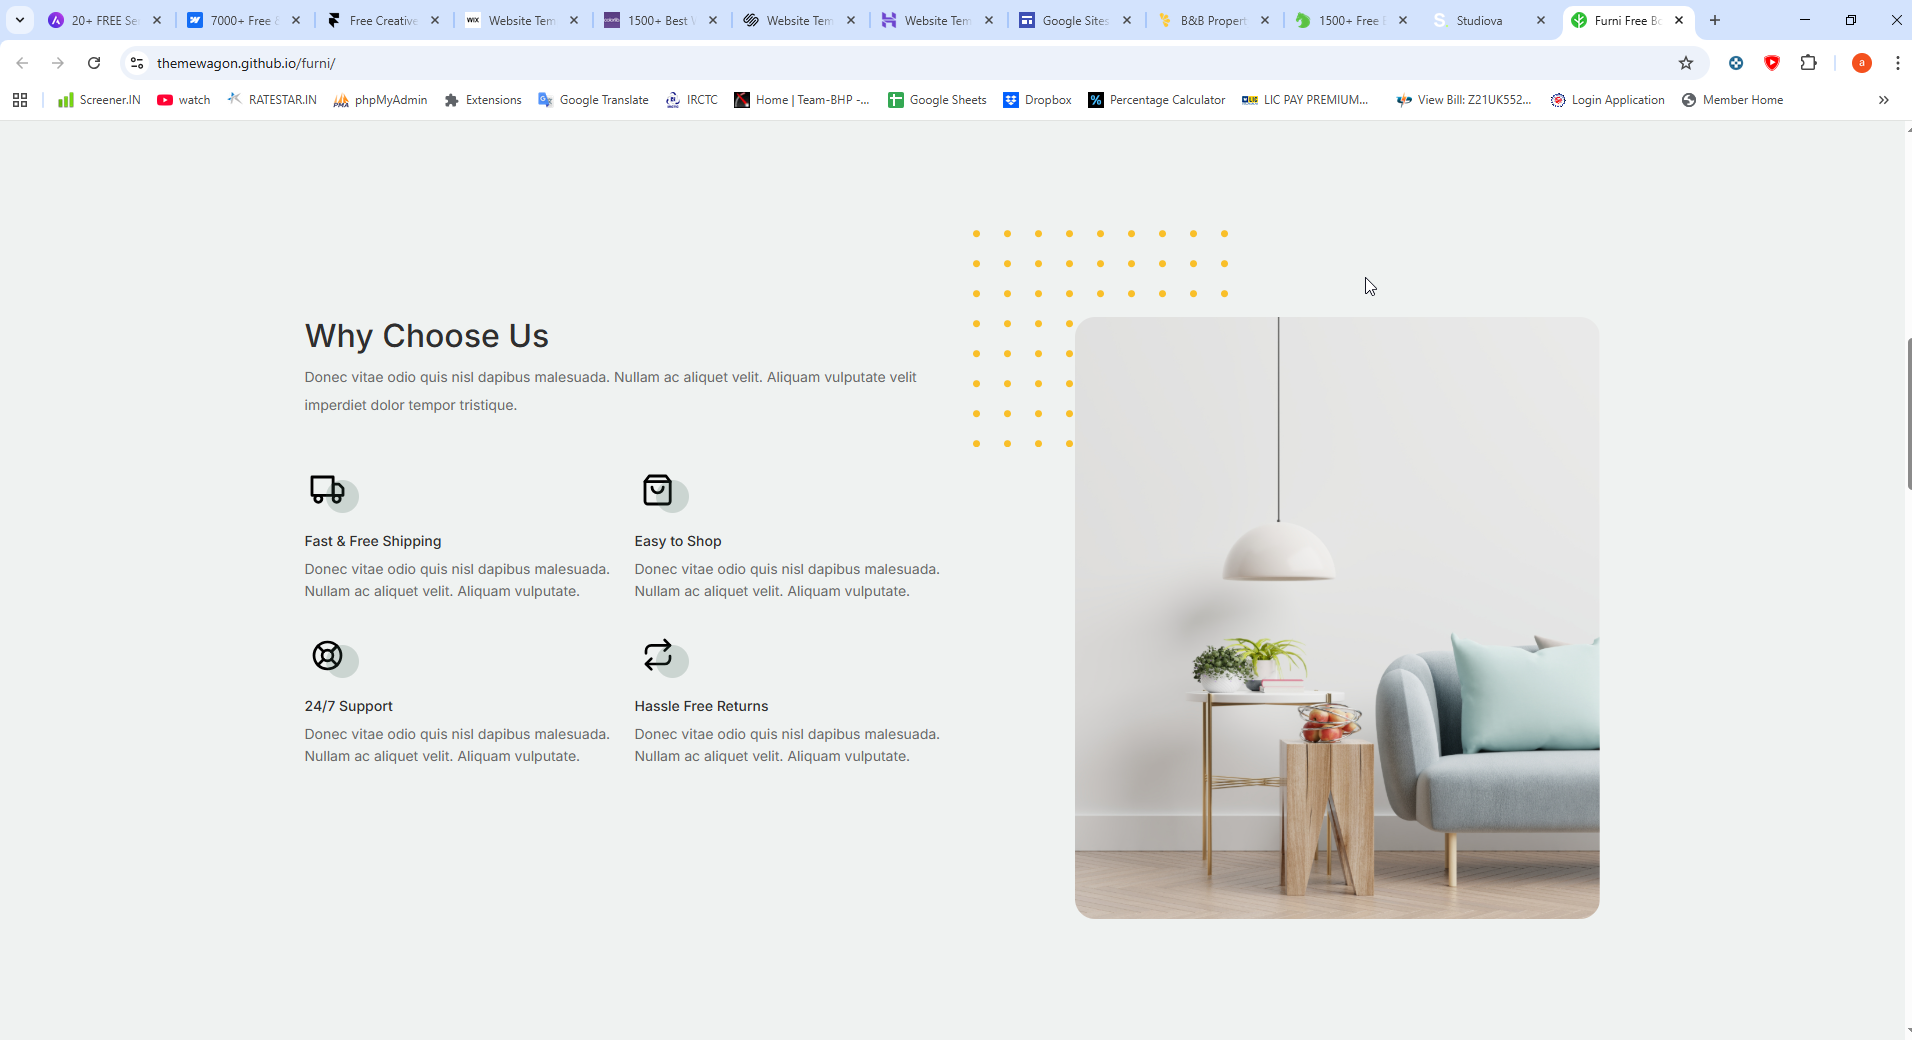 20+ FREE Se
7000+ Free &
Free Creative
WIX Website Tem
colorlib 1500+ Best V
Website Tem
Website Tem
Google Sites
B&B Propert
1500+ Free B
S Studiova
Furni Free Bo
themewagon.github.io/furni/
a
Screener.IN
watch
RATESTAR.IN
PMA phpMyAdmin
Extensions
Google Translate
IRCTC
Home | Team-BHP -...
Google Sheets
Dropbox
% Percentage Calculator
LIC LIC PAY PREMIUM...
View Bill: Z21UK552...
Login Application
Member Home
Why Choose Us
Donec vitae odio quis nisl dapibus malesuada. Nullam ac aliquet velit. Aliquam vulputate velit
imperdiet dolor tempor tristique.
Fast & Free Shipping
Donec vitae odio quis nisl dapibus malesuada.
Nullam ac aliquet velit. Aliquam vulputate.
Easy to Shop
Donec vitae odio quis nisl dapibus malesuada.
Nullam ac aliquet velit. Aliquam vulputate.
24/7 Support
Donec vitae odio quis nisl dapibus malesuada.
Nullam ac aliquet velit. Aliquam vulputate.
Hassle Free Returns
Donec vitae odio quis nisl dapibus malesuada.
Nullam ac aliquet velit. Aliquam vulputate.